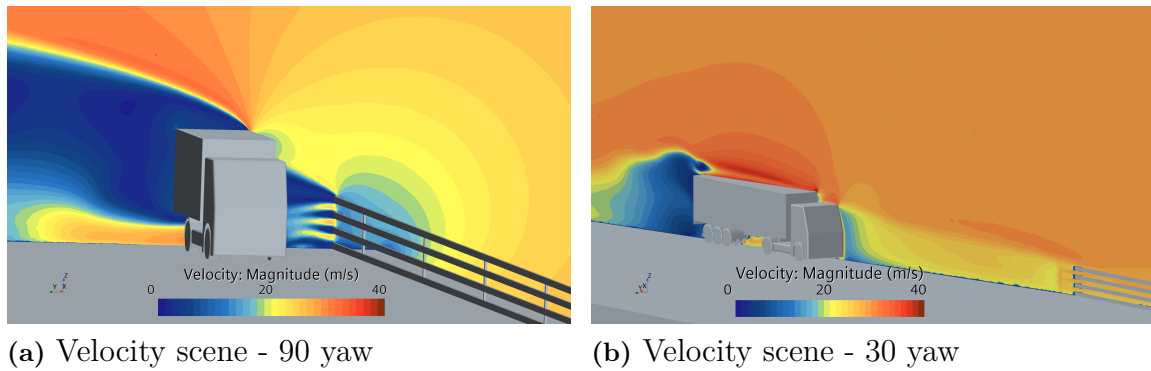 Z
Y X
Velocity: Magnitude (m/s)
0 20 40
(a) Velocity scene - 90 yaw
Z
Y X
Velocity: Magnitude (m/s)
0 20 40
(b) Velocity scene - 30 yaw